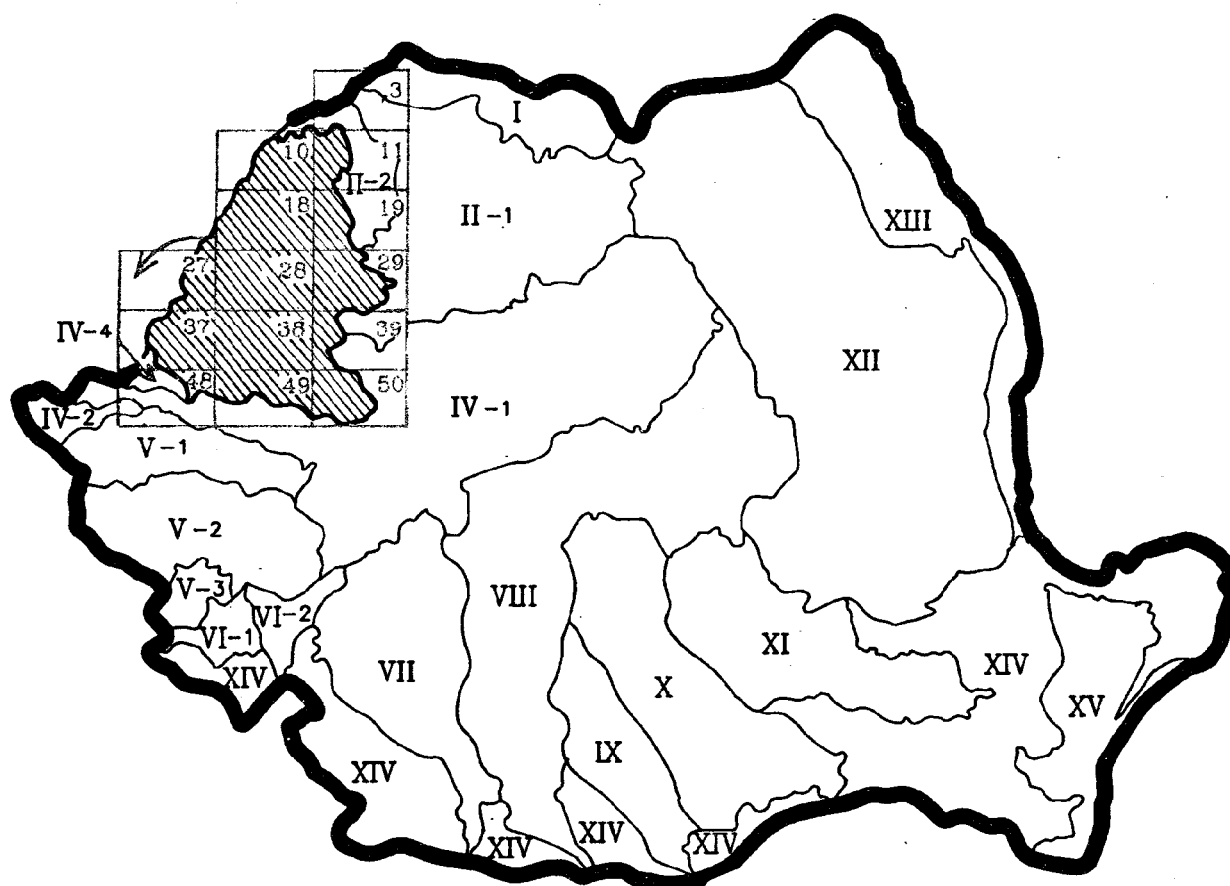 3
I
10
11
II-2
18
19
II-1
XIII
27
28
29
IV-4
37
38
39
XII
48
49
50
IV-1
IV-2
V-1
V-2
V-3
VI-2
VI-1
VIII
XIV
VII
XI
XIV
X
XV
IX
XIV
XIV
XIV
XIV